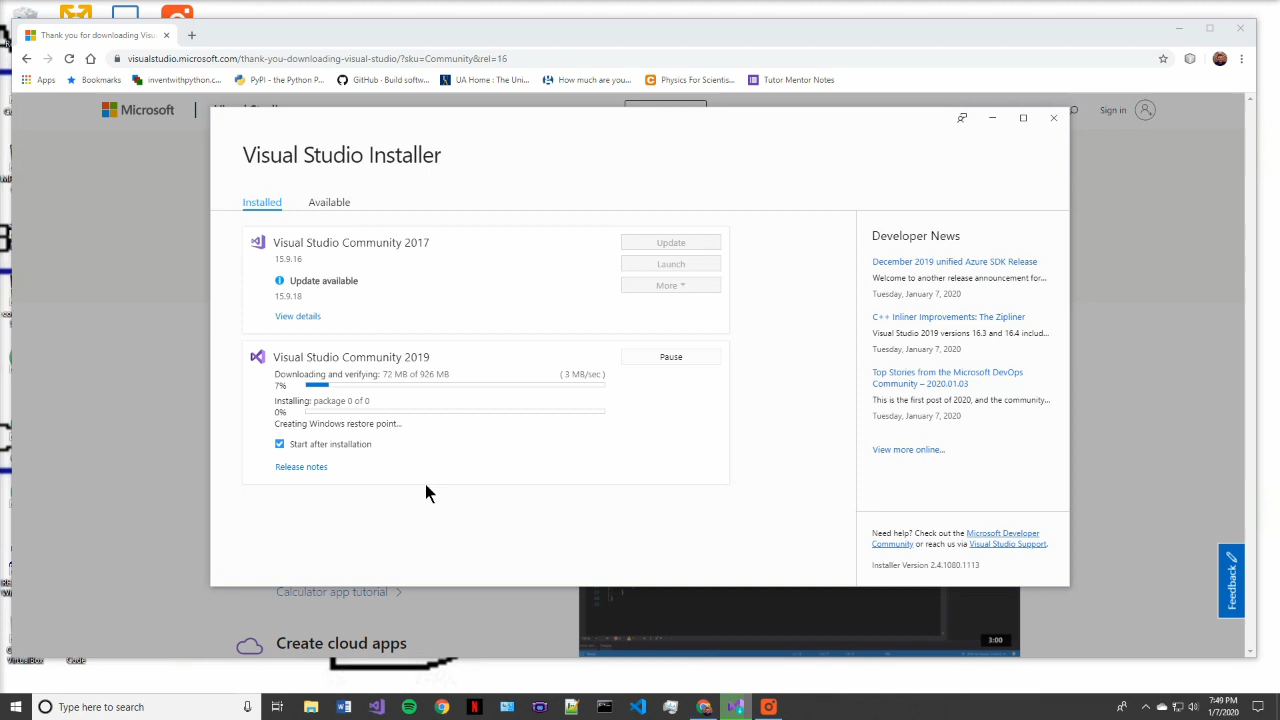 Thank you for downloading Visu
visualstudio.microsoft.com/thank-you-downloading-visual-studio/?sku=Community&rel=16
Apps
Bookmarks
inventwithpython.c...
PyPI - the Python P...
GitHub · Build softw...
UA Home | The Uni...
How much are you...
Physics For Scientis...
Tutor Mentor Notes
Microsoft
Sign in
Visual Studio Installer
Installed
Available
Visual Studio Community 2017
15.9.16
Update available
15.9.18
View details
Update
Launch
More
Visual Studio Community 2019
Downloading and verifying: 72 MB of 926 MB
( 3 MB/sec )
7%
Installing: package 0 of 0
0%
Creating Windows restore point...
Start after installation
Release notes
Pause
Developer News
December 2019 unified Azure SDK Release
Welcome to another release announcement for...
Tuesday, January 7, 2020
C++ Inliner Improvements: The Zipliner
Visual Studio 2019 versions 16.3 and 16.4 includ...
Tuesday, January 7, 2020
Top Stories from the Microsoft DevOps
Community – 2020.01.03
This is the first post of 2020, and the community...
Tuesday, January 7, 2020
View more online...
Need help? Check out the Microsoft Developer
Community or reach us via Visual Studio Support.
Installer Version 2.4.1080.1113
Feedback
Calculator app tutorial
Create cloud apps
3:00
VirtualBox
Code
Type here to search
7:49 PM
1/7/2020